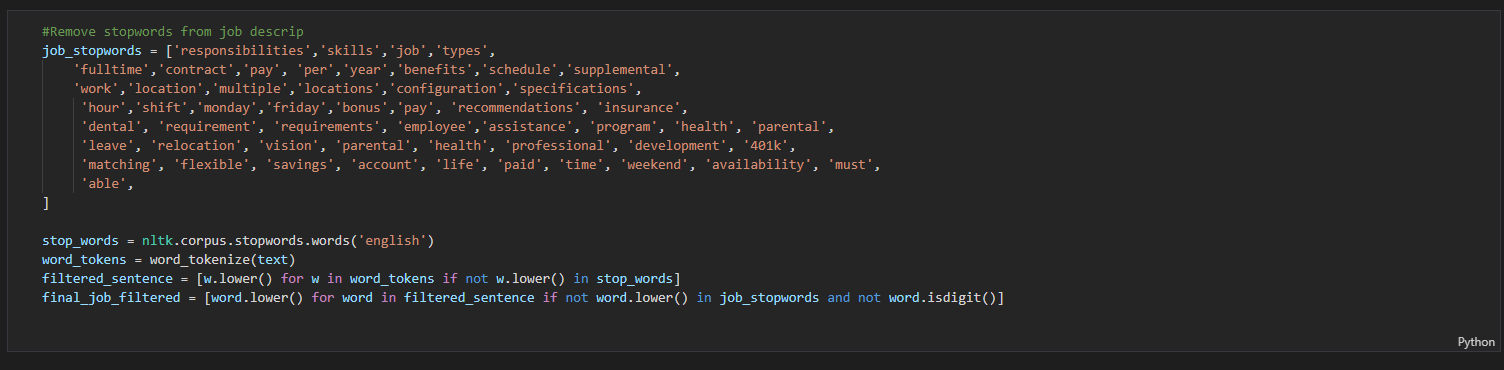 #Remove stopwords from job descrip
job_stopwords = ['responsibilities','skills','job','types',
    'fulltime','contract','pay', 'per','year','benefits','schedule','supplemental',
    'work','location','multiple','locations','configuration','specifications',
     'hour','shift','monday','friday','bonus','pay', 'recommendations', 'insurance',
     'dental', 'requirement', 'requirements', 'employee','assistance', 'program', 'health', 'parental',
     'leave', 'relocation', 'vision', 'parental', 'health', 'professional', 'development', '401k',
     'matching', 'flexible', 'savings', 'account', 'life', 'paid', 'time', 'weekend', 'availability', 'must',
     'able',
]
stop_words = nltk.corpus.stopwords.words('english')
word_tokens = word_tokenize(text)
filtered_sentence = [w.lower() for w in word_tokens if not w.lower() in stop_words]
final_job_filtered = [word.lower() for word in filtered_sentence if not word.lower() in job_stopwords and not word.isdigit()]
Python